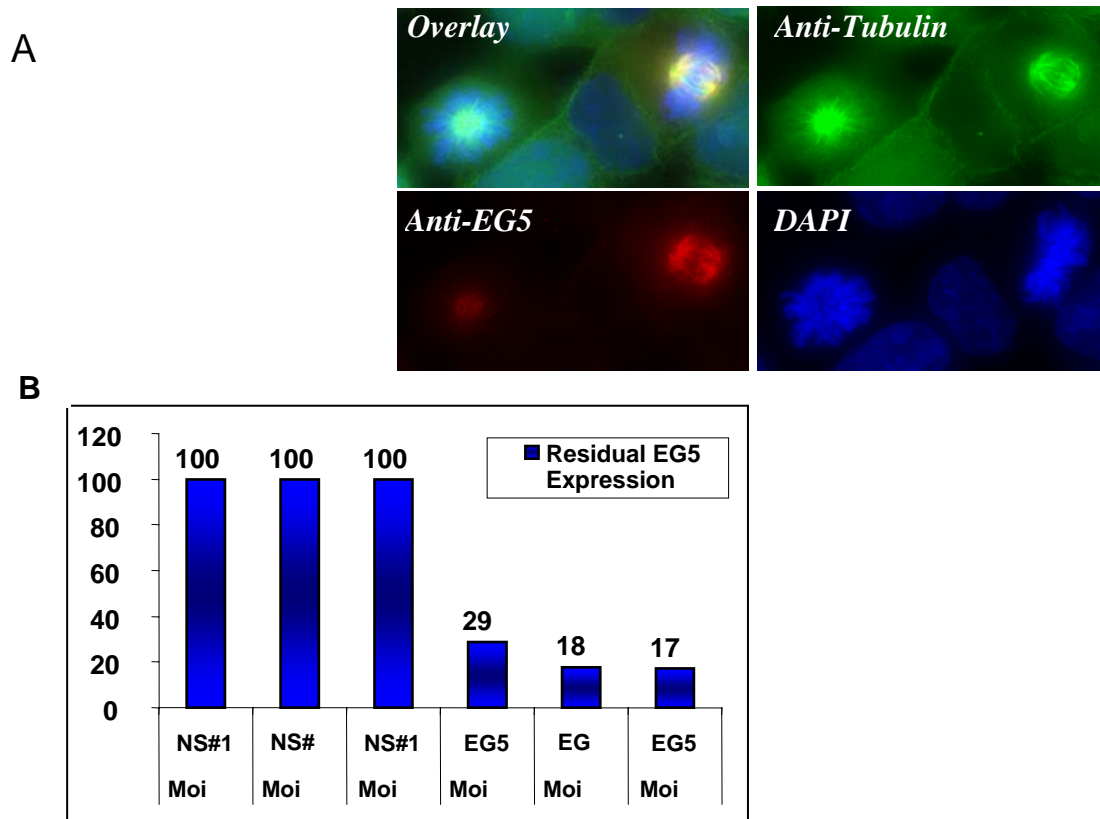 A
Overlay
Anti-Tubulin
Anti-EG5
DAPI
B
120
100
80
60
40
20
0
100 100 100 29 18 17
Residual EG5
Expression
NS#1 NS# NS#1 EG5 EG EG5
Moi Moi Moi Moi Moi Moi